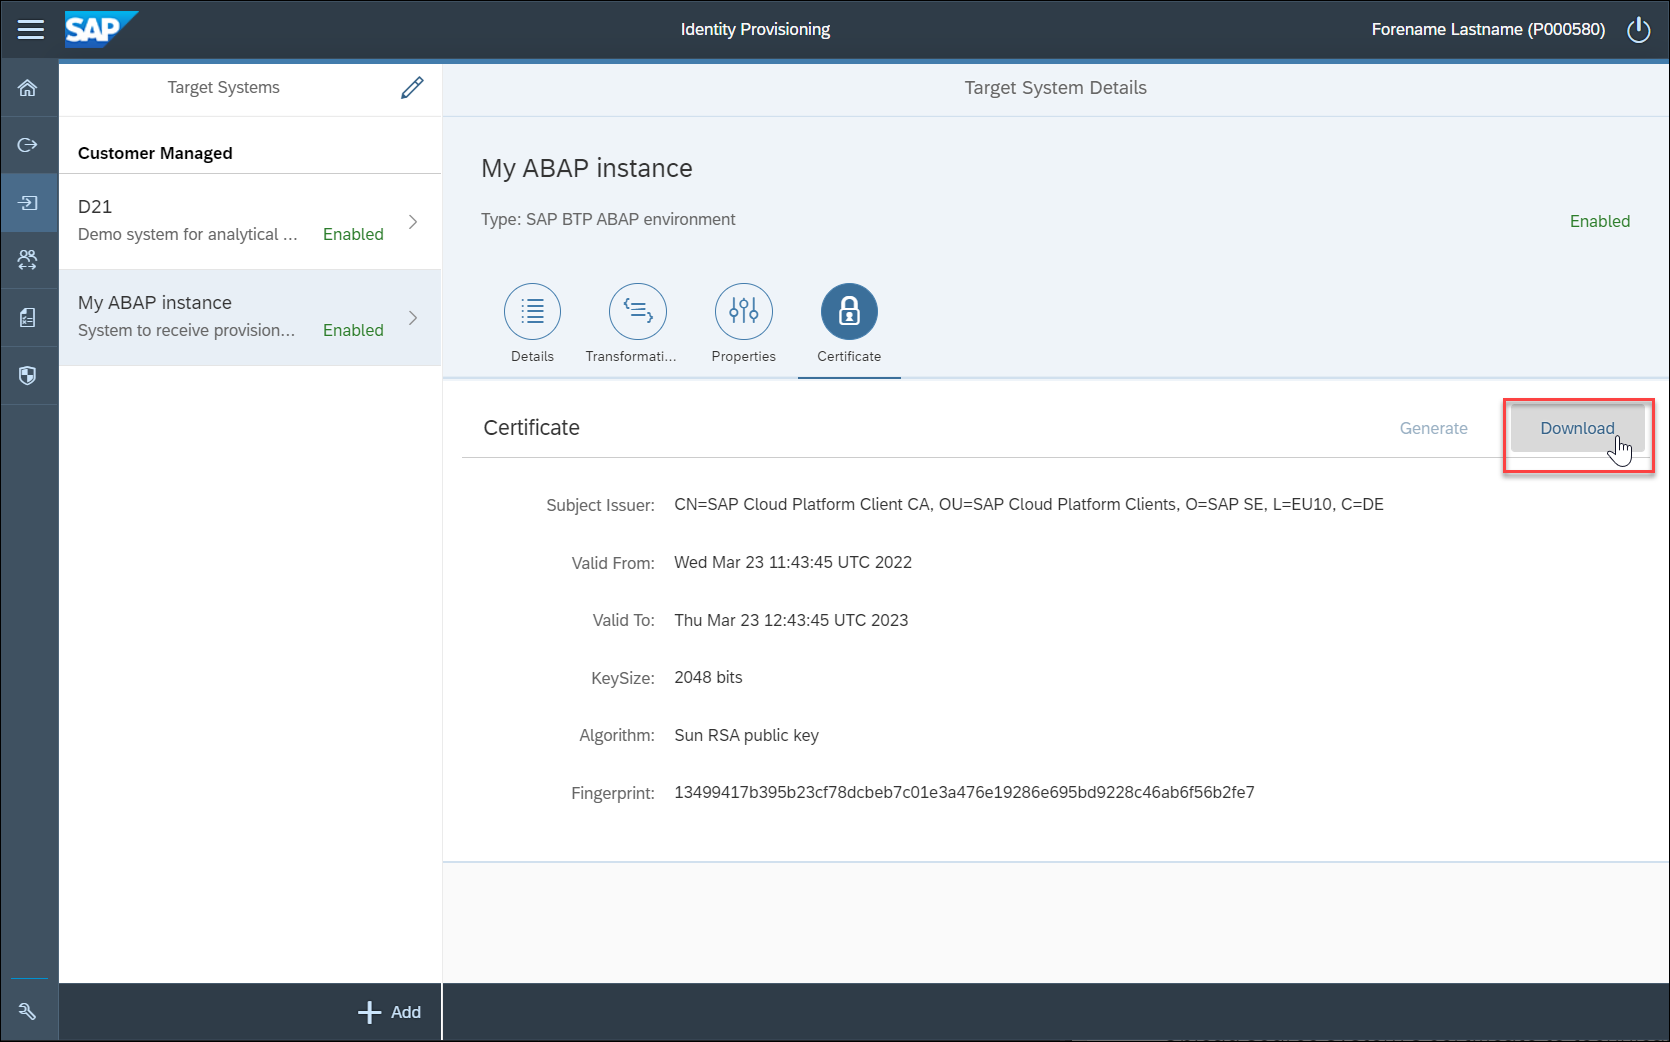 SAP
Identity Provisioning
Forename Lastname (P000580)
Target Systems
Target System Details
Customer Managed
D21
Demo system for analytical ...
Enabled
My ABAP instance
System to receive provision...
Enabled
My ABAP instance
Type: SAP BTP ABAP environment
Enabled
Details
Transformati...
Properties
Certificate
Certificate
Generate
Download
Subject Issuer: CN=SAP Cloud Platform Client CA, OU=SAP Cloud Platform Clients, O=SAP SE, L=EU10, C=DE
Valid From: Wed Mar 23 11:43:45 UTC 2022
Valid To: Thu Mar 23 12:43:45 UTC 2023
KeySize: 2048 bits
Algorithm: Sun RSA public key
Fingerprint: 13499417b395b23cf78dcbeb7c01e3a476e19286e695bd9228c46ab6f56b2fe7
Add